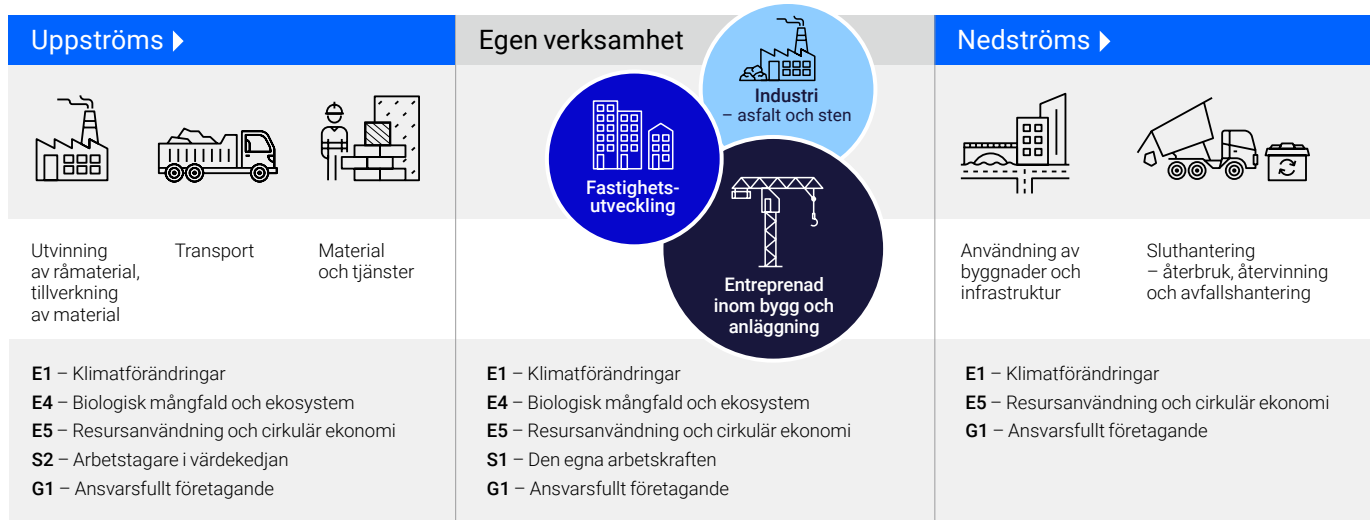 Uppströms
Utvinning
av råmaterial,
tillverkning
av material
Transport
Material
och tjänster
E1 – Klimatförändringar
E4 – Biologisk mångfald och ekosystem
E5 – Resursanvändning och cirkulär ekonomi
S2 – Arbetstagare i värdekedjan
G1 – Ansvarsfullt företagande
Egen verksamhet
Industri
– asfalt och sten
Fastighets-
utveckling
Entreprenad
inom bygg och
anläggning
E1 – Klimatförändringar
E4 – Biologisk mångfald och ekosystem
E5 – Resursanvändning och cirkulär ekonomi
S1 – Den egna arbetskraften
G1 – Ansvarsfullt företagande
Nedströms
Användning av
byggnader och
infrastruktur
Sluthantering
– återbruk, återvinning
och avfallshantering
E1 – Klimatförändringar
E5 – Resursanvändning och cirkulär ekonomi
G1 – Ansvarsfullt företagande